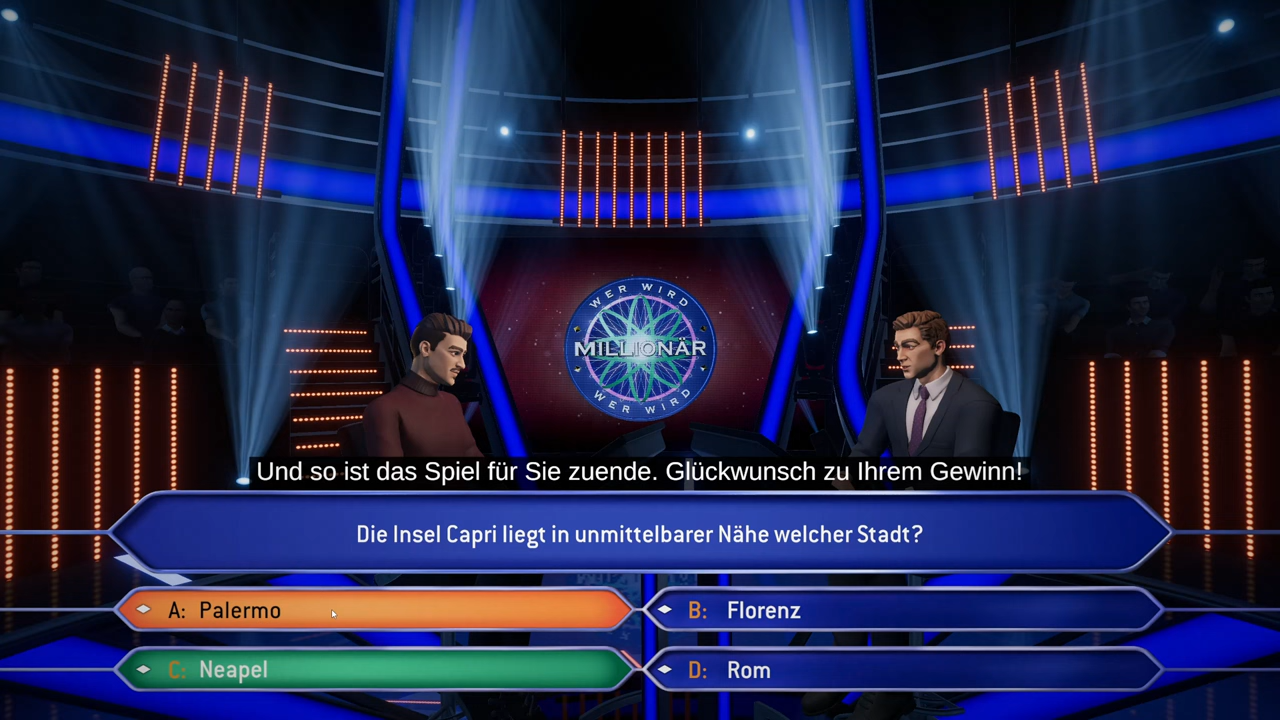 WER WIRD
MILLIONÄR
WER WIRD
Und so ist das Spiel für Sie zuende. Glückwunsch zu Ihrem Gewinn!
Die Insel Capri liegt in unmittelbarer Nähe welcher Stadt?
A: Palermo
B: Florenz
C: Neapel
D: Rom